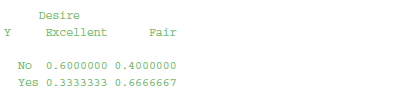 Desire
Y Excellent Fair
No 0.6000000 0.4000000
Yes 0.3333333 0.6666667